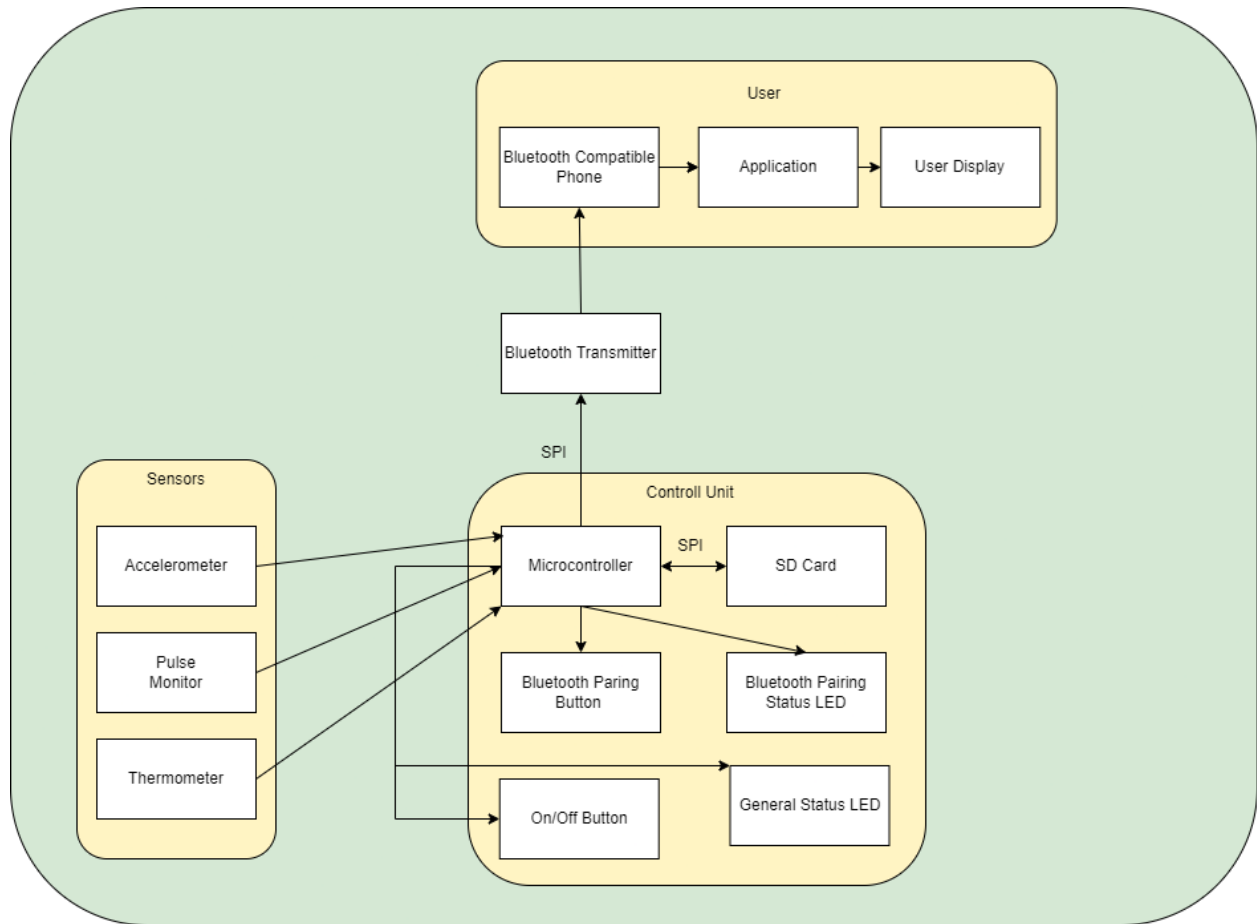 User
Bluetooth Compatible
Phone
Application
User Display
Bluetooth Transmitter
SPI
Sensors
Accelerometer
Pulse
Monitor
Thermometer
Controll Unit
Microcontroller
SPI
SD Card
Bluetooth Paring
Button
Bluetooth Pairing
Status LED
On/Off Button
General Status LED